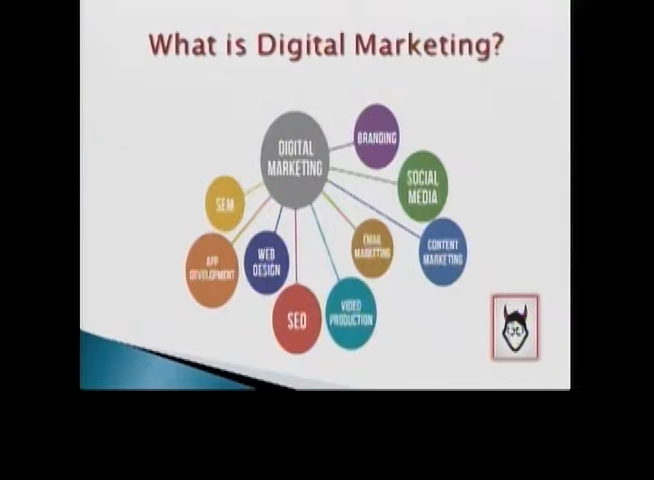 What is Digital Marketing?
DIGITAL
MARKETING
BRANDING
SOCIAL
MEDIA
CONTENT
MARKETING
EMAIL
MARKETING
VIDEO
PRODUCTION
SEO
WEB
DESIGN
APP
DEVELOPMENT
SEM